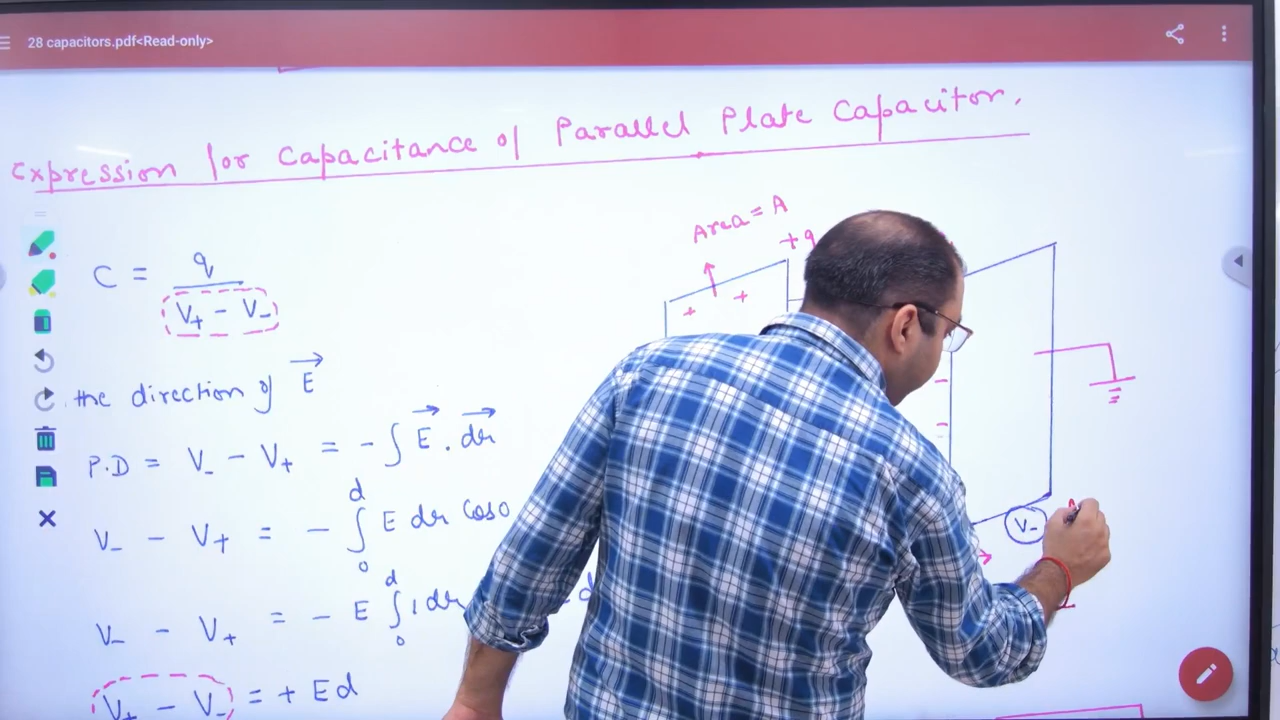 28 capacitors.pdf<Read-only>
Expression for Capacitance of Parallel Plate Capacitor.
Area = A
+q
C = q / (V₊ - V₋)
the direction of E⃗
P.D = V₋ - V₊ = - ∫ E⃗ . dr⃗
V₋ - V₊ = - ∫₀ᵈ E dr Cos0
V₋ - V₊ = - E ∫₀ᵈ 1 dr
V₊ - V₋ = + Ed
V₋